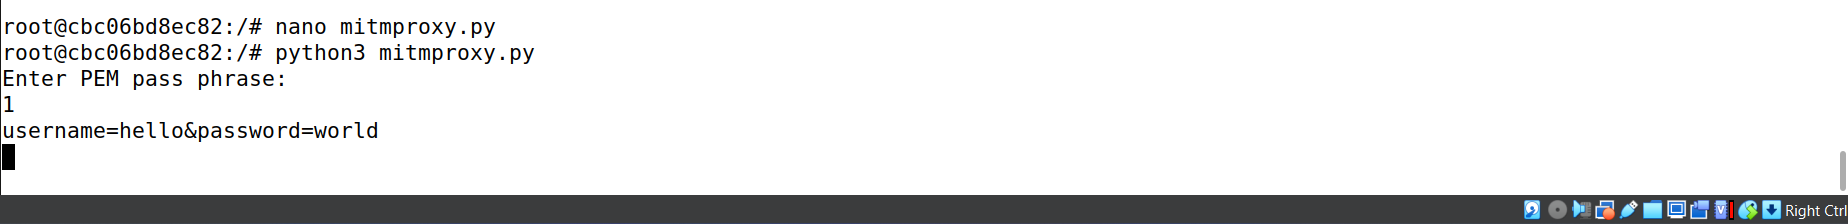 root@cbc06bd8ec82:/# nano mitmproxy.py
root@cbc06bd8ec82:/# python3 mitmproxy.py
Enter PEM pass phrase:
1
username=hello&password=world
Right Ctrl